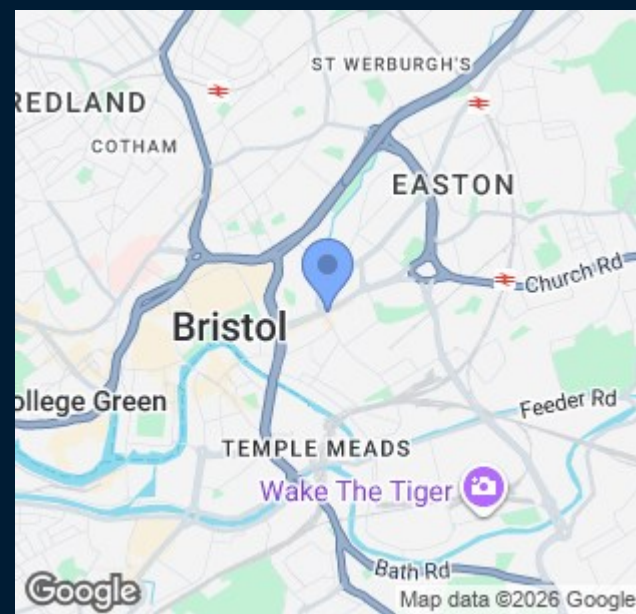 ST WERBURGH'S
REDLAND
COTHAM
EASTON
Church Rd
Bristol
ollege Green
Feeder Rd
TEMPLE MEADS
Wake The Tiger
Bath Rd
Google
Map data ©2026 Google